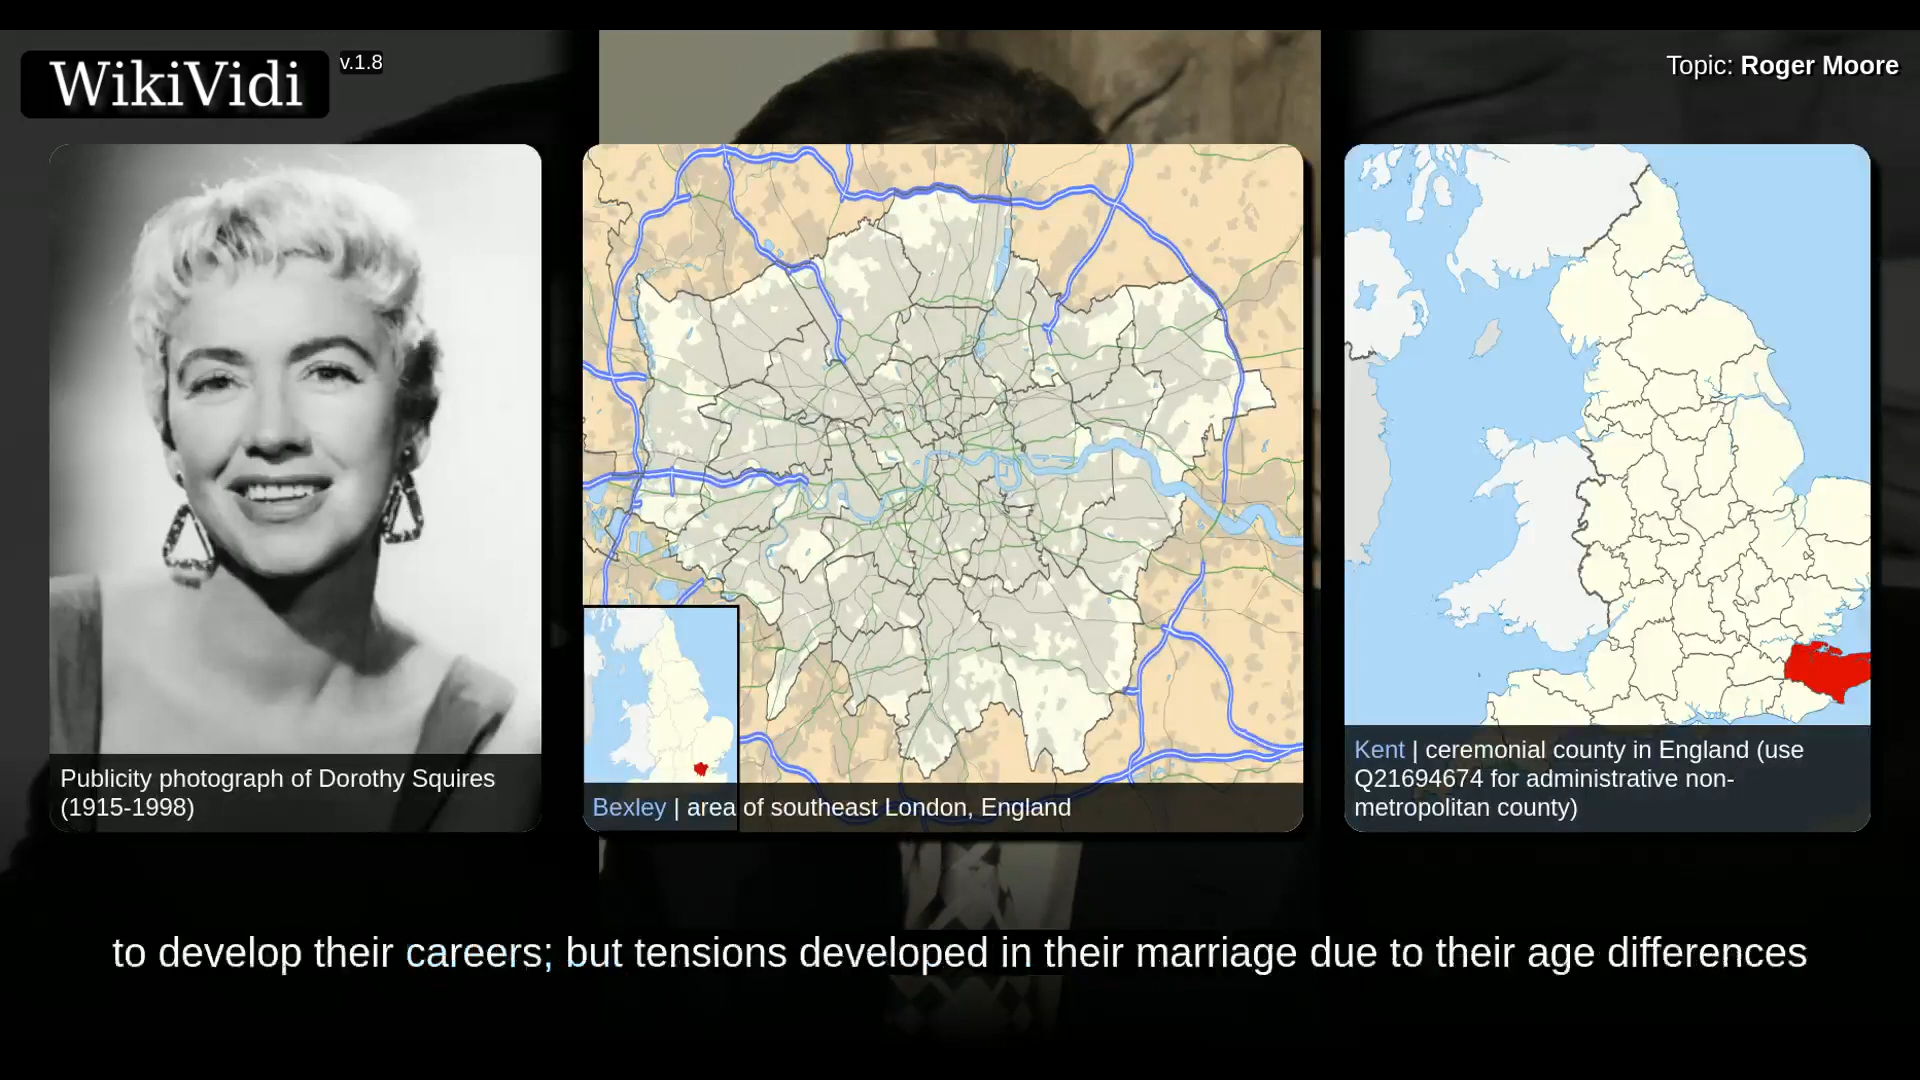 WikiVidi
v.1.8
Topic: Roger Moore
Publicity photograph of Dorothy Squires
(1915-1998)
Bexley | area of southeast London, England
Kent | ceremonial county in England (use
Q21694674 for administrative non-
metropolitan county)
to develop their careers; but tensions developed in their marriage due to their age differences